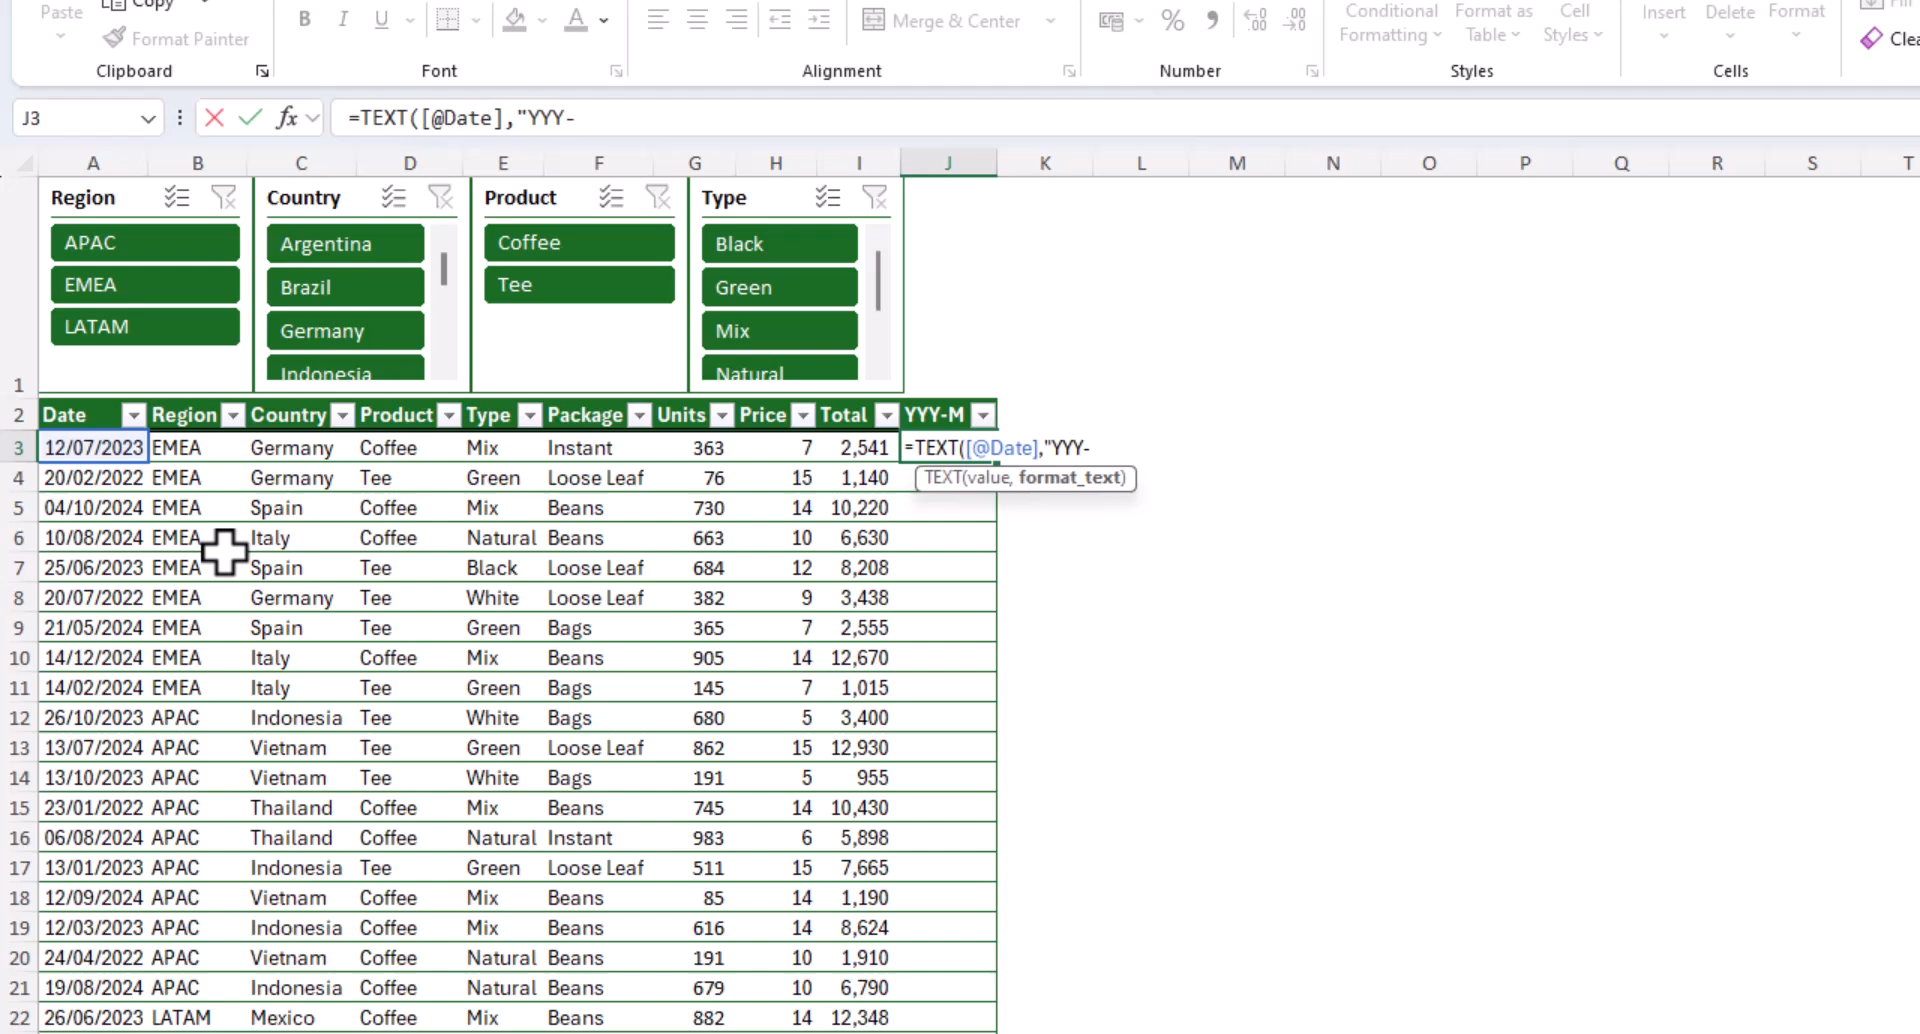 Paste Copy B I U A Merge & Center % Conditional Format as Cell Insert Delete Format
Format Painter Formatting Table Styles Clea
Clipboard Font Alignment Number Styles Cells
J3 fx =TEXT([@Date],"YYY-
A B C D E F G H I J K L M N O P Q R S T
Region Country Product Type
APAC Argentina Coffee Black
EMEA Brazil Tee Green
LATAM Germany Mix
Indonesia Natural
1
2 Date Region Country Product Type Package Units Price Total YYY-M
3 12/07/2023 EMEA Germany Coffee Mix Instant 363 7 2,541 =TEXT([@Date],"YYY-
TEXT(value, format_text)
4 20/02/2022 EMEA Germany Tee Green Loose Leaf 76 15 1,140
5 04/10/2024 EMEA Spain Coffee Mix Beans 730 14 10,220
6 10/08/2024 EMEA Italy Coffee Natural Beans 663 10 6,630
7 25/06/2023 EMEA Spain Tee Black Loose Leaf 684 12 8,208
8 20/07/2022 EMEA Germany Tee White Loose Leaf 382 9 3,438
9 21/05/2024 EMEA Spain Tee Green Bags 365 7 2,555
10 14/12/2024 EMEA Italy Coffee Mix Beans 905 14 12,670
11 14/02/2024 EMEA Italy Tee Green Bags 145 7 1,015
12 26/10/2023 APAC Indonesia Tee White Bags 680 5 3,400
13 13/07/2024 APAC Vietnam Tee Green Loose Leaf 862 15 12,930
14 13/10/2023 APAC Vietnam Tee White Bags 191 5 955
15 23/01/2022 APAC Thailand Coffee Mix Beans 745 14 10,430
16 06/08/2024 APAC Thailand Coffee Natural Instant 983 6 5,898
17 13/01/2023 APAC Indonesia Tee Green Loose Leaf 511 15 7,665
18 12/09/2024 APAC Vietnam Coffee Mix Beans 85 14 1,190
19 12/03/2023 APAC Indonesia Coffee Mix Beans 616 14 8,624
20 24/04/2022 APAC Vietnam Coffee Natural Beans 191 10 1,910
21 19/08/2024 APAC Indonesia Coffee Natural Beans 679 10 6,790
22 26/06/2023 LATAM Mexico Coffee Mix Beans 882 14 12,348